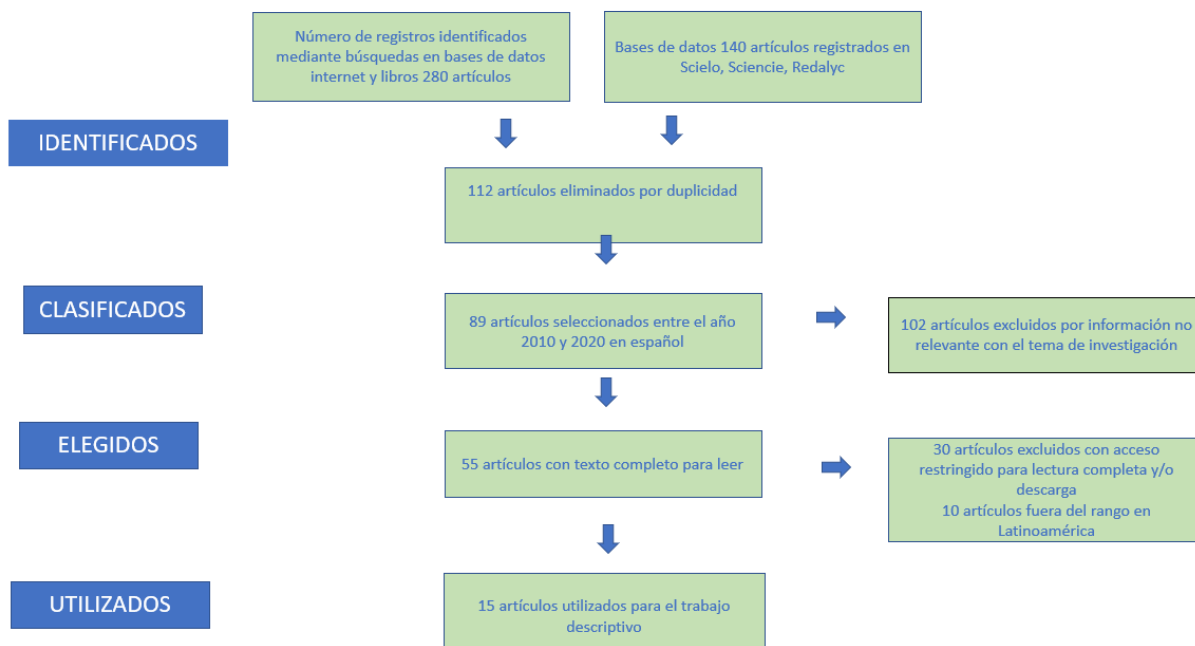 Número de registros identificados
mediante búsquedas en bases de datos
internet y libros 280 artículos
Bases de datos 140 artículos registrados en
Scielo, Sciencie, Redalyc
IDENTIFICADOS
112 artículos eliminados por duplicidad
CLASIFICADOS
89 artículos seleccionados entre el año
2010 y 2020 en español
102 artículos excluidos por información no
relevante con el tema de investigación
ELEGIDOS
55 artículos con texto completo para leer
30 artículos excluidos con acceso
restringido para lectura completa y/o
descarga
10 artículos fuera del rango en
Latinoamérica
UTILIZADOS
15 artículos utilizados para el trabajo
descriptivo